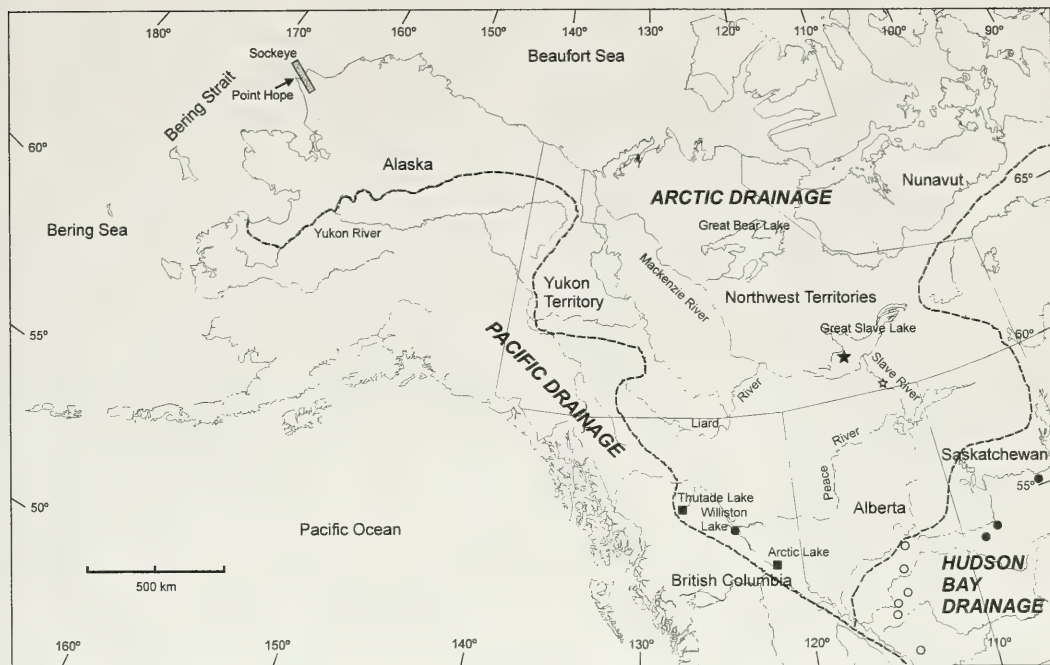 180°
170°
160°
150°
140°
130°
120°
110°
100°
90°
Sockeye
Point Hope
Bering Strait
Beaufort Sea
60°
Alaska
Nunavut
65°
ARCTIC DRAINAGE
Bering Sea
Yukon River
Great Bear Lake
Mackenzie River
Yukon
Territory
Northwest Territories
Great Slave Lake
60°
55°
PACIFIC DRAINAGE
Slave River
River
Liard
River
Peace
Saskatchewan
55°
50°
Thutade Lake
Williston
Lake
Alberta
Pacific Ocean
Arctic Lake
British Columbia
HUDSON
BAY
DRAINAGE
500 km
160°
150°
140°
130°
120°
110°